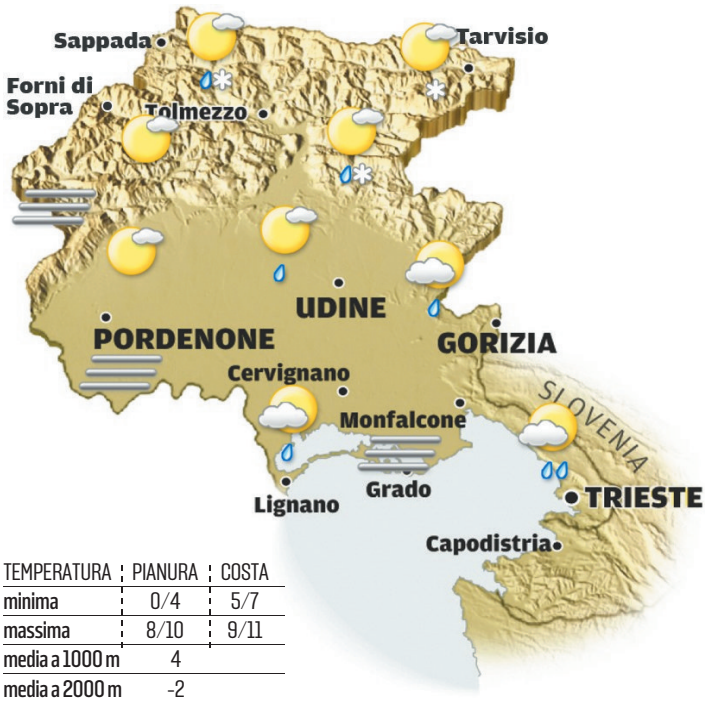 Sappada
Tarvisio
Forni di
Sopra
Tolmezzo
UDINE
PORDENONE
GORIZIA
Cervignano
SLOVENIA
Monfalcone
Grado
Lignano
TRIESTE
Capodistria
TEMPERATURA PIANURA COSTA
minima 0/4 5/7
massima 8/10 9/11
media a 1000 m 4
media a 2000 m -2